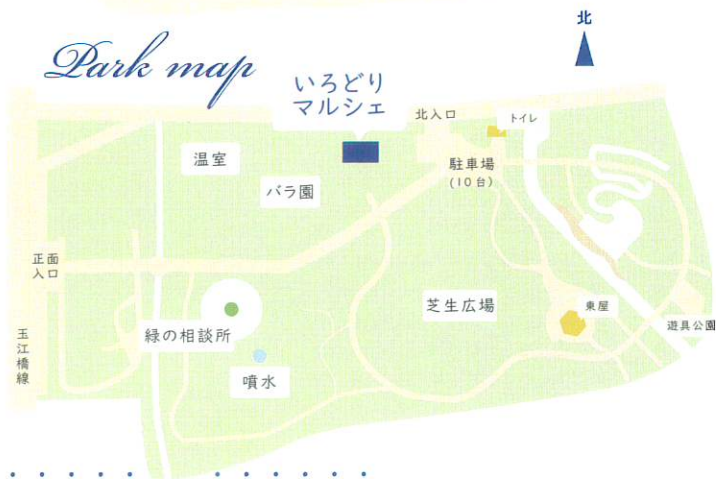 北
Park map
いろどり
マルシェ
北入口
トイレ
温室
駐車場
(10台)
バラ園
正面
入口
芝生広場
東屋
遊具公園
玉江橋線
緑の相談所
噴水